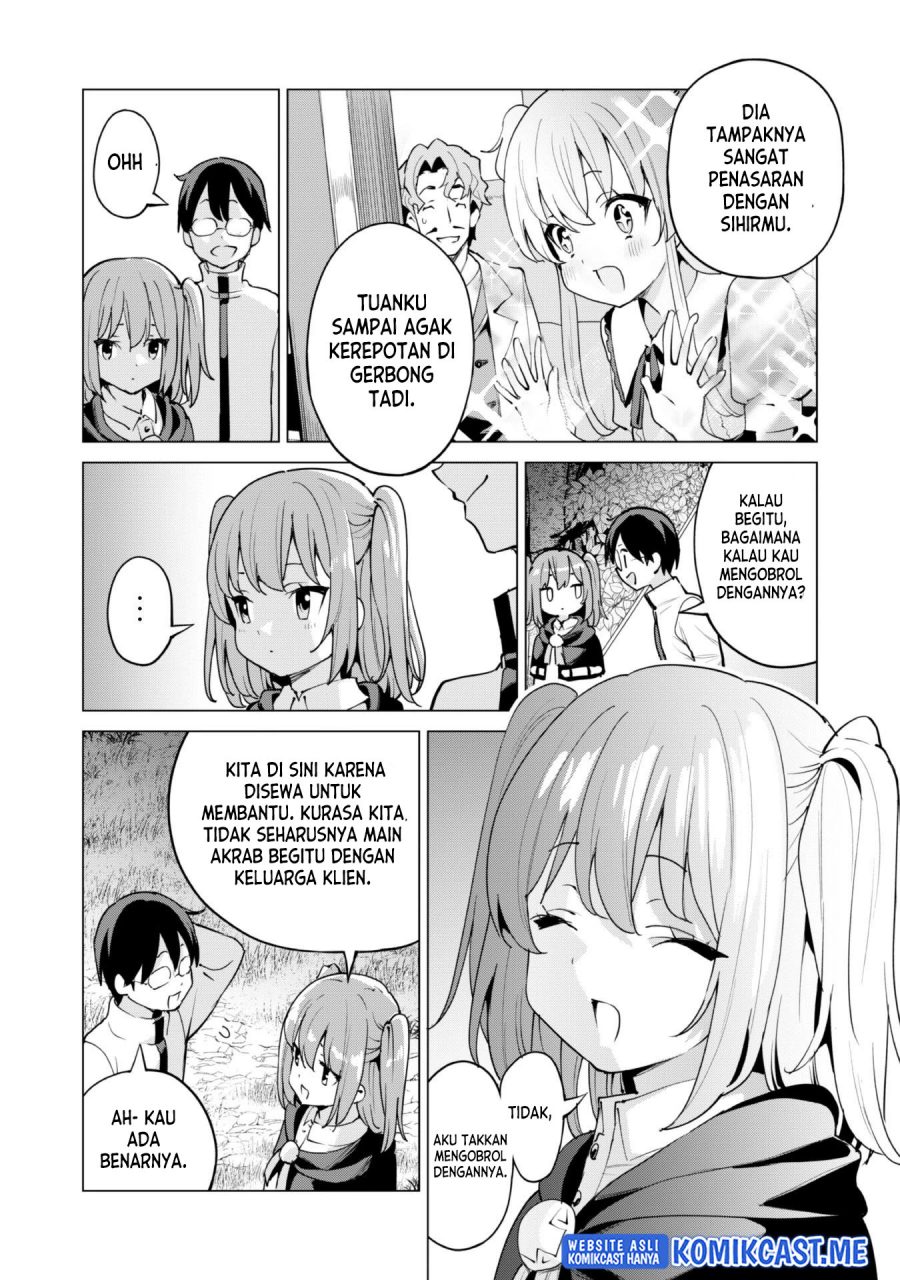 DIA
TAMPAKNYA
SANGAT
PENASARAN
DENGAN
SIHIRMU.
TUANKU
SAMPAI AGAK
KEREPOTAN DI
GERBONG
TADI.
OHH
KALAU
BEGITU,
BAGAIMANA
KALAU KAU
MENGOBROL
DENGANNYA?
...
TIDAK,
AKU TAKKAN
MENGOBROL
DENGANNYA.
KITA DI SINI KARENA
DISEWA UNTUK
MEMBANTU. KURASA KITA
TIDAK SEHARUSNYA MAIN
AKRAB BEGITU DENGAN
KELUARGA KLIEN.
AH- KAU
ADA
BENARNYA.
WEBSITE ASLI
KOMIKCAST HANYA
KOMIKCAST.ME